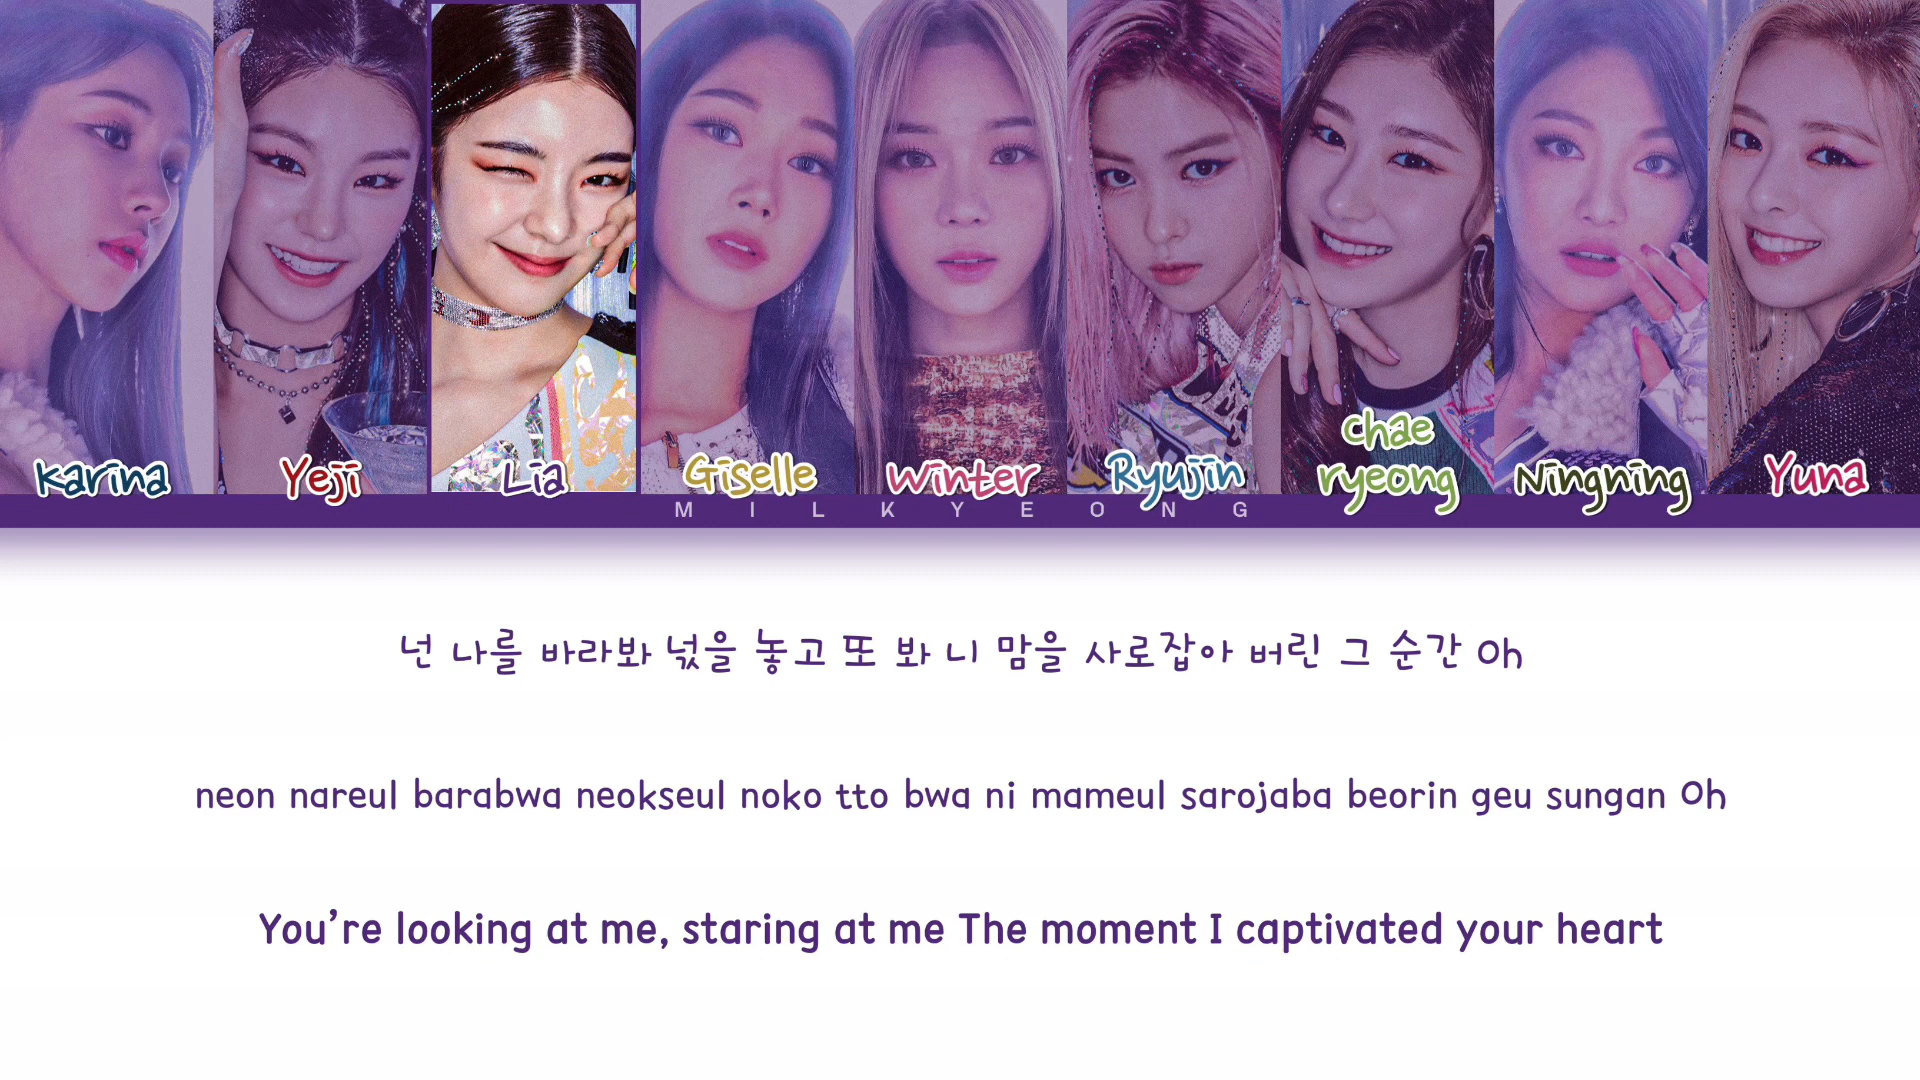 Karina
Yeji
Lia
Giselle
Winter
Ryujin
chae
ryeong
Ningning
Yuna
MILKYEONG
넌 나를 바라봐 넋을 놓고 또 봐 니 맘을 사로잡아 버린 그 순간 Oh
neon nareul barabwa neokseul noko tto bwa ni mameul sarojaba beorin geu sungan Oh
You’re looking at me, staring at me The moment I captivated your heart